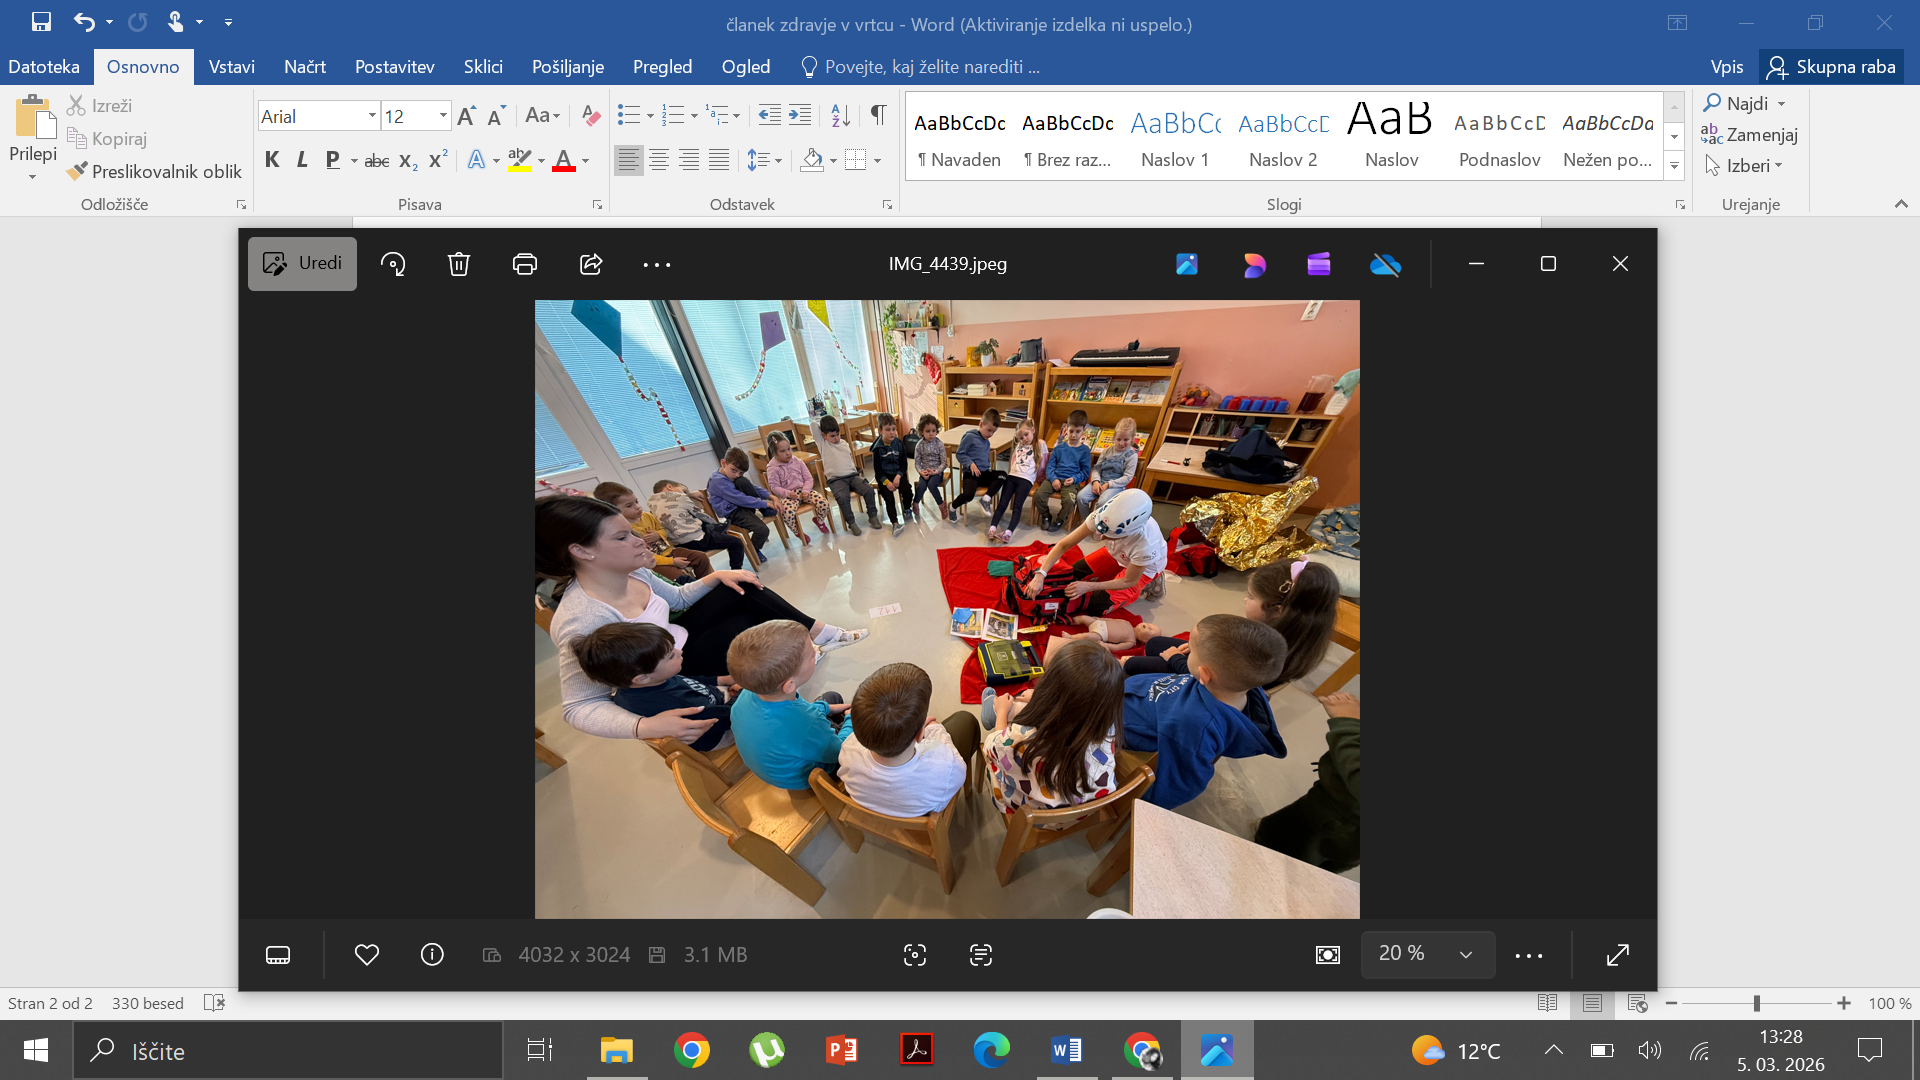 članek zdravje v vrtcu - Word (Aktiviranje izdelka ni uspelo.)
Datoteka Osnovno Vstavi Načrt Postavitev Sklici Pošiljanje Pregled Ogled Povejte, kaj želite narediti ... Vpis Skupna raba
Prilepi
Izreži
Kopiraj
Preslikovalnik oblik
Odložišče
Arial 12
K L P abc x₂ x²
Pisava
Odstavek
AaBbCcDc AaBbCcDc AaBbCc AaBbCcD AaB AaBbCcD AaBbCcDa
¶ Navaden ¶ Brez raz... Naslov 1 Naslov 2 Naslov Podnaslov Nežen po...
Slogi
Najdi
Zamenjaj
Izberi
Urejanje
Uredi
IMG_4439.jpeg
112
4032 x 3024 3.1 MB
20 %
Stran 2 od 2 330 besed
100 %
Iščite
12°C
13:28
5. 03. 2026